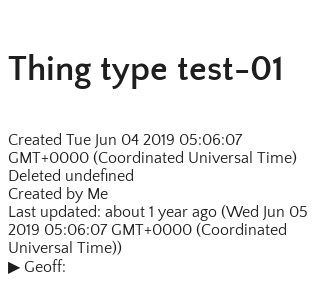 Thing type test-01
Created Tue Jun 04 2019 05:06:07
GMT+0000 (Coordinated Universal Time)
Deleted undefined
Created by Me
Last updated: about 1 year ago (Wed Jun 05
2019 05:06:07 GMT+0000 (Coordinated
Universal Time))
▶ Geoff: